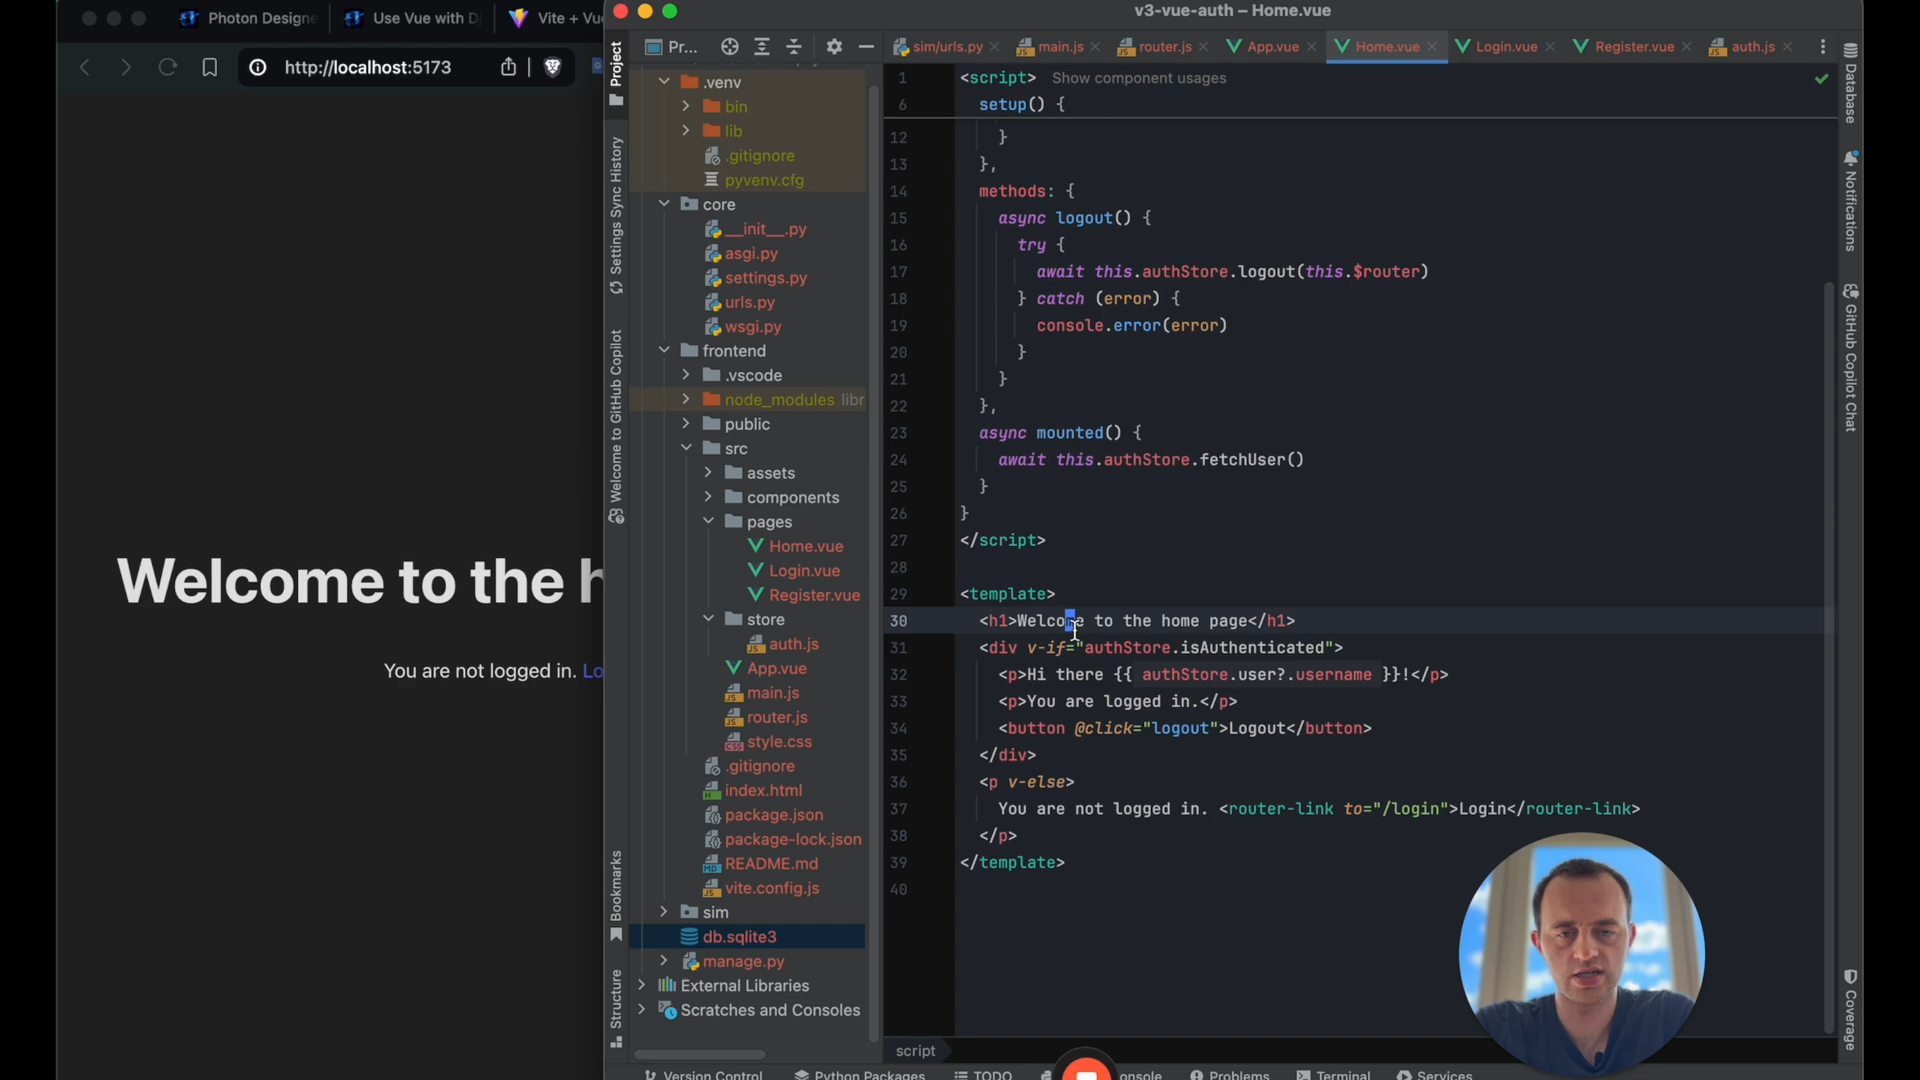 Photon Designe
Use Vue with D
Vite + Vu
http://localhost:5173
Welcome to the h
You are not logged in. Lo
v3-vue-auth – Home.vue
Pr...
sim/urls.py
main.js
router.js
App.vue
Home.vue
Login.vue
Register.vue
auth.js
Project
Settings Sync History
Welcome to GitHub Copilot
Bookmarks
Structure
.venv
bin
lib
.gitignore
pyvenv.cfg
core
__init__.py
asgi.py
settings.py
urls.py
wsgi.py
frontend
.vscode
node_modules libr
public
src
assets
components
pages
Home.vue
Login.vue
Register.vue
store
auth.js
App.vue
main.js
router.js
style.css
.gitignore
index.html
package.json
package-lock.json
README.md
vite.config.js
sim
db.sqlite3
manage.py
External Libraries
Scratches and Consoles
1 <script> Show component usages
6 setup() {
12 }
13 },
14 methods: {
15 async logout() {
16 try {
17 await this.authStore.logout(this.$router)
18 } catch (error) {
19 console.error(error)
20 }
21 }
22 },
23 async mounted() {
24 await this.authStore.fetchUser()
25 }
26 }
27 </script>
28
29 <template>
30 <h1>Welcome to the home page</h1>
31 <div v-if="authStore.isAuthenticated">
32 <p>Hi there {{ authStore.user?.username }}!</p>
33 <p>You are logged in.</p>
34 <button @click="logout">Logout</button>
35 </div>
36 <p v-else>
37 You are not logged in. <router-link to="/login">Login</router-link>
38 </p>
39 </template>
40
script
Version Control
Python Packages
TODO
onsole
Problems
Terminal
Services
Database
Notifications
GitHub Copilot Chat
Coverage